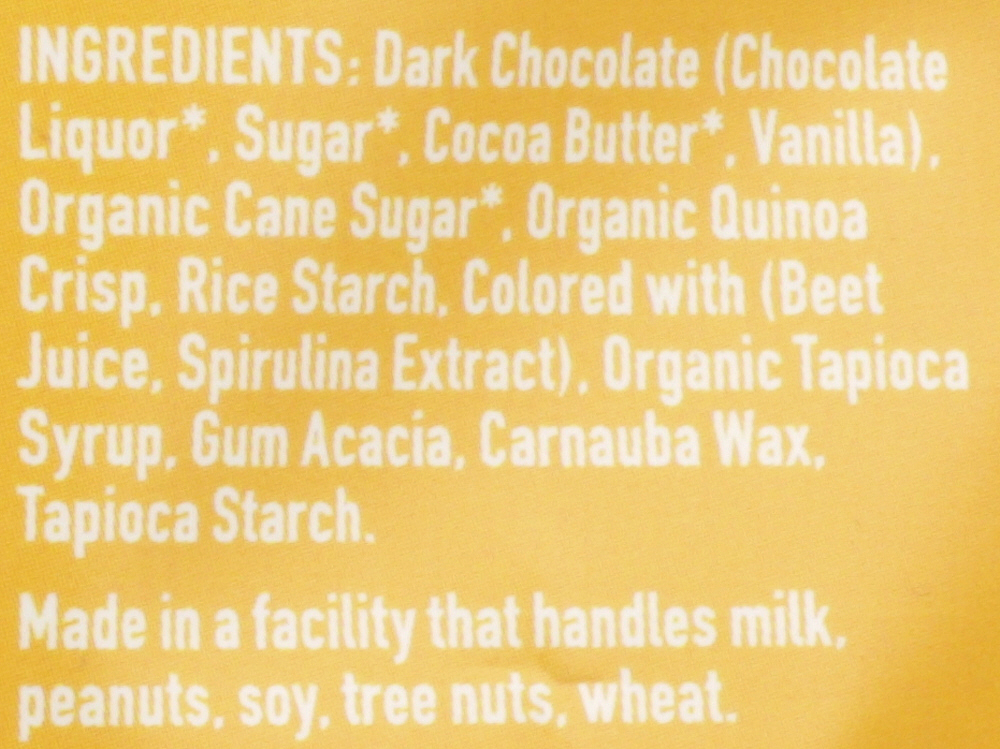 INGREDIENTS: Dark Chocolate (Chocolate
Liquor*, Sugar*, Cocoa Butter*, Vanilla),
Organic Cane Sugar*, Organic Quinoa
Crisp, Rice Starch, Colored with (Beet
Juice, Spirulina Extract), Organic Tapioca
Syrup, Gum Acacia, Carnauba Wax,
Tapioca Starch.
Made in a facility that handles milk,
peanuts, soy, tree nuts, wheat.